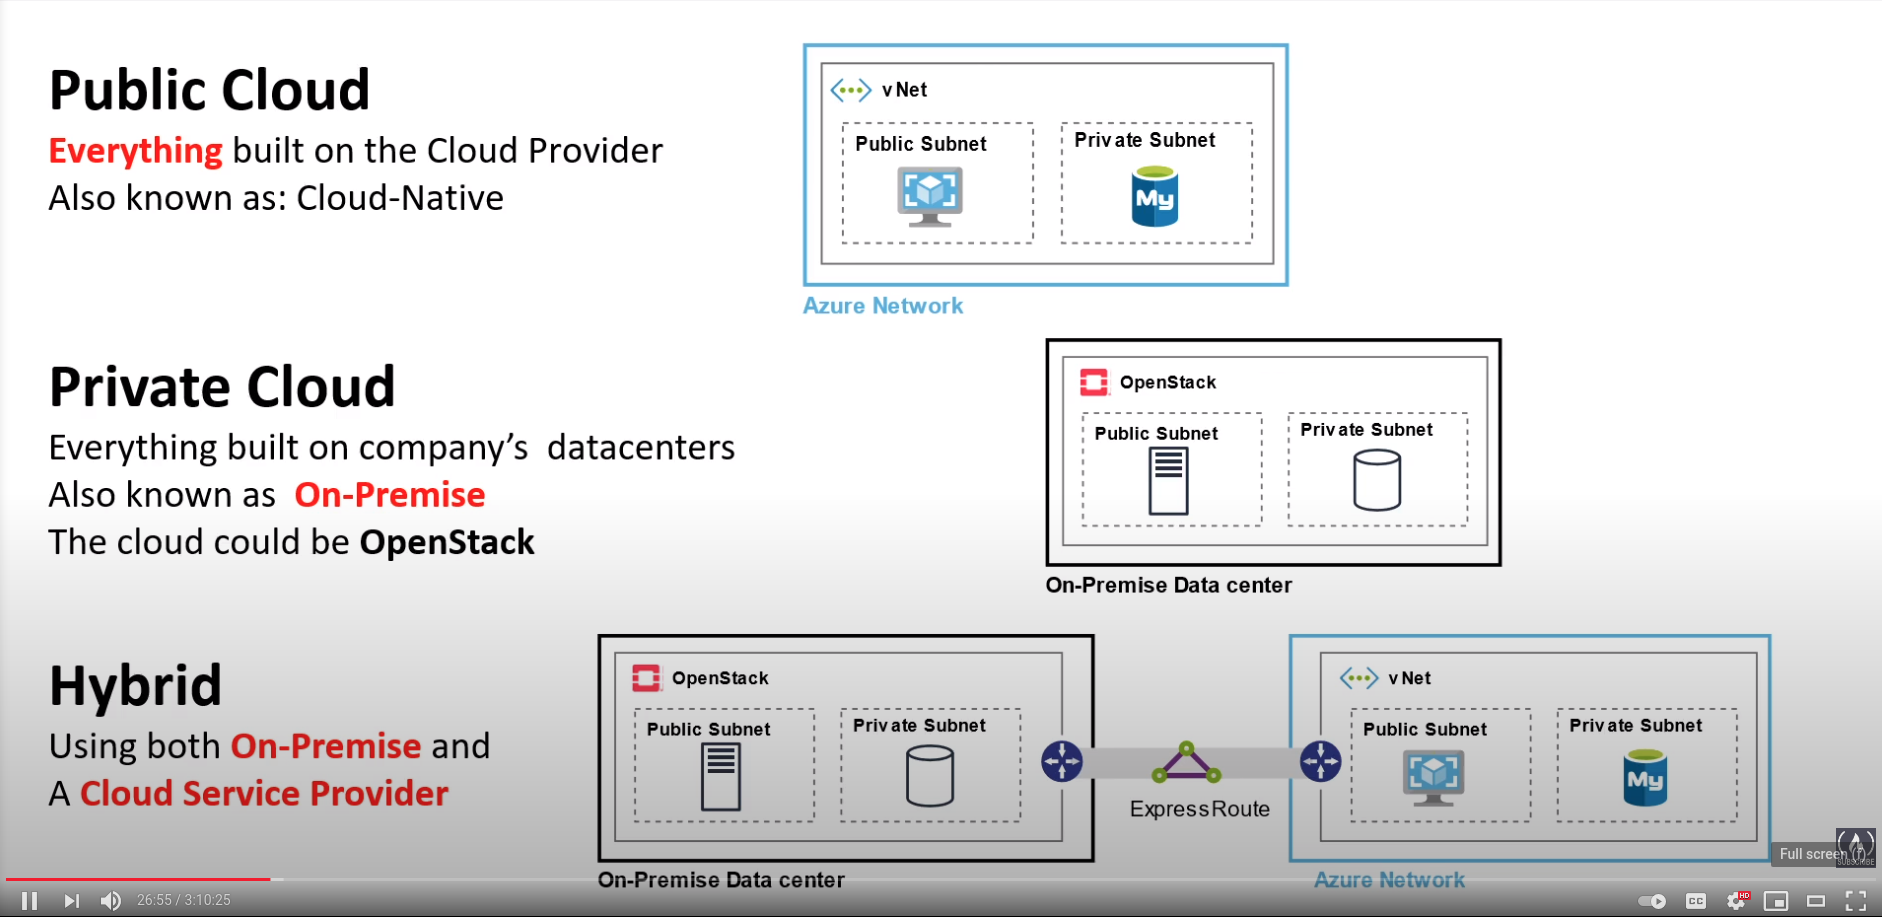 Public Cloud
Everything built on the Cloud Provider
Also known as: Cloud-Native
vNet
Public Subnet
Private Subnet
My
Azure Network
Private Cloud
Everything built on company’s datacenters
Also known as On-Premise
The cloud could be OpenStack
OpenStack
Public Subnet
Private Subnet
On-Premise Data center
Hybrid
Using both On-Premise and
A Cloud Service Provider
OpenStack
Public Subnet
Private Subnet
On-Premise Data center
ExpressRoute
vNet
Public Subnet
Private Subnet
My
Azure Network
Full screen (f)
SUBSCRIBE
26:55 / 3:10:25
CC
HD